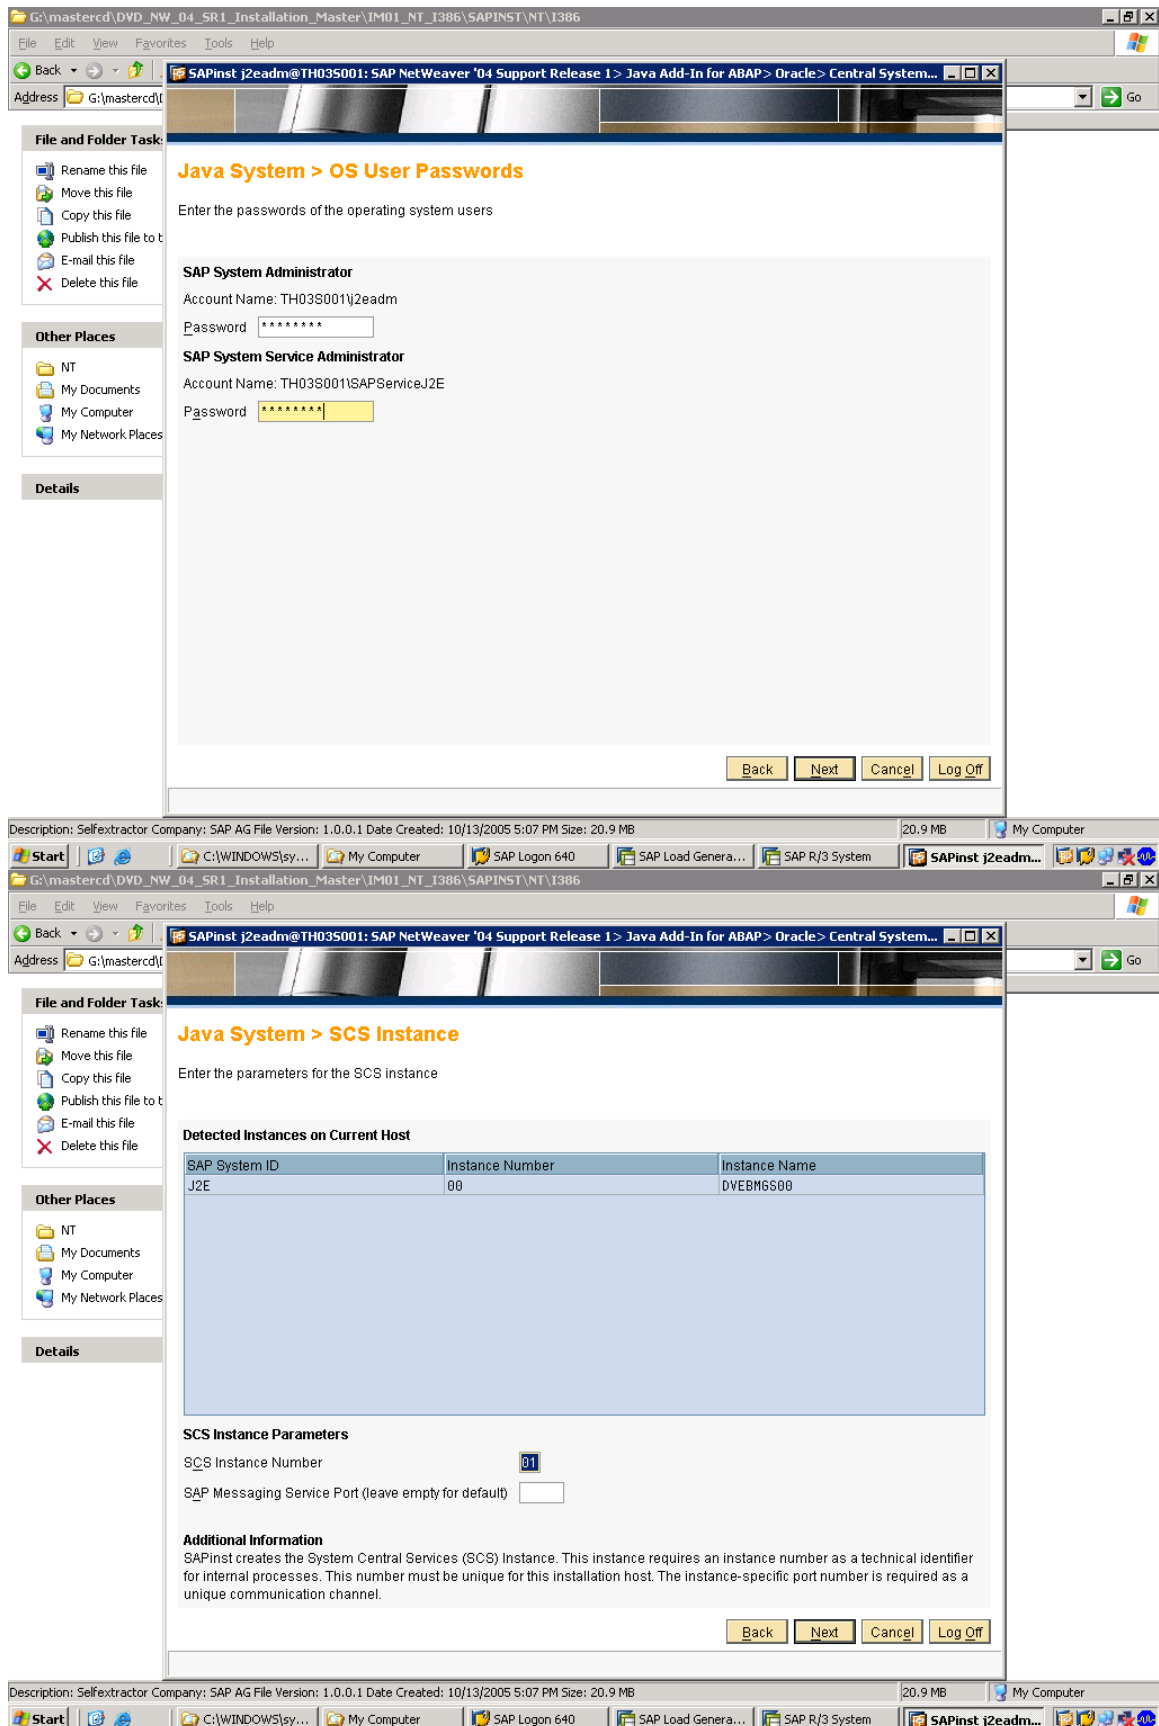 G:\mastercd\DVD_NW_04_SR1_Installation_Master\IM01_NT_I386\SAPINST\NT\I386
File Edit View Favorites Tools Help
Back
SAPinst j2eadm@TH03S001: SAP NetWeaver '04 Support Release 1> Java Add-In for ABAP> Oracle> Central System...
Address G:\mastercd\ Go
File and Folder Task
Rename this file
Move this file
Copy this file
Publish this file to t
E-mail this file
Delete this file
Other Places
NT
My Documents
My Computer
My Network Places
Details
Java System > OS User Passwords
Enter the passwords of the operating system users
SAP System Administrator
Account Name: TH03S001\j2eadm
Password ********
SAP System Service Administrator
Account Name: TH03S001\SAPServiceJ2E
Password ********
Back Next Cancel Log Off
Description: Selfextractor Company: SAP AG File Version: 1.0.0.1 Date Created: 10/13/2005 5:07 PM Size: 20.9 MB 20.9 MB My Computer
Start C:\WINDOWS\sy... My Computer SAP Logon 640 SAP Load Genera... SAP R/3 System SAPinst j2eadm...
G:\mastercd\DVD_NW_04_SR1_Installation_Master\IM01_NT_I386\SAPINST\NT\I386
File Edit View Favorites Tools Help
Back
SAPinst j2eadm@TH03S001: SAP NetWeaver '04 Support Release 1> Java Add-In for ABAP> Oracle> Central System...
Address G:\mastercd\ Go
File and Folder Task
Rename this file
Move this file
Copy this file
Publish this file to t
E-mail this file
Delete this file
Other Places
NT
My Documents
My Computer
My Network Places
Details
Java System > SCS Instance
Enter the parameters for the SCS instance
Detected Instances on Current Host
SAP System ID Instance Number Instance Name
J2E 00 DVEBMGS00
SCS Instance Parameters
SCS Instance Number 01
SAP Messaging Service Port (leave empty for default)
Additional Information
SAPinst creates the System Central Services (SCS) Instance. This instance requires an instance number as a technical identifier
for internal processes. This number must be unique for this installation host. The instance-specific port number is required as a
unique communication channel.
Back Next Cancel Log Off
Description: Selfextractor Company: SAP AG File Version: 1.0.0.1 Date Created: 10/13/2005 5:07 PM Size: 20.9 MB 20.9 MB My Computer
Start C:\WINDOWS\sy... My Computer SAP Logon 640 SAP Load Genera... SAP R/3 System SAPinst j2eadm...